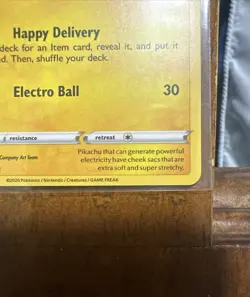 Happy Delivery
deck for an Item card, reveal it, and put it
d. Then, shuffle your deck.
Electro Ball 30
resistance retreat
Company Art Team
Pikachu that can generate powerful
electricity have cheek sacs that are
extra soft and super stretchy.
©2020 Pokémon / Nintendo / Creatures / GAME FREAK